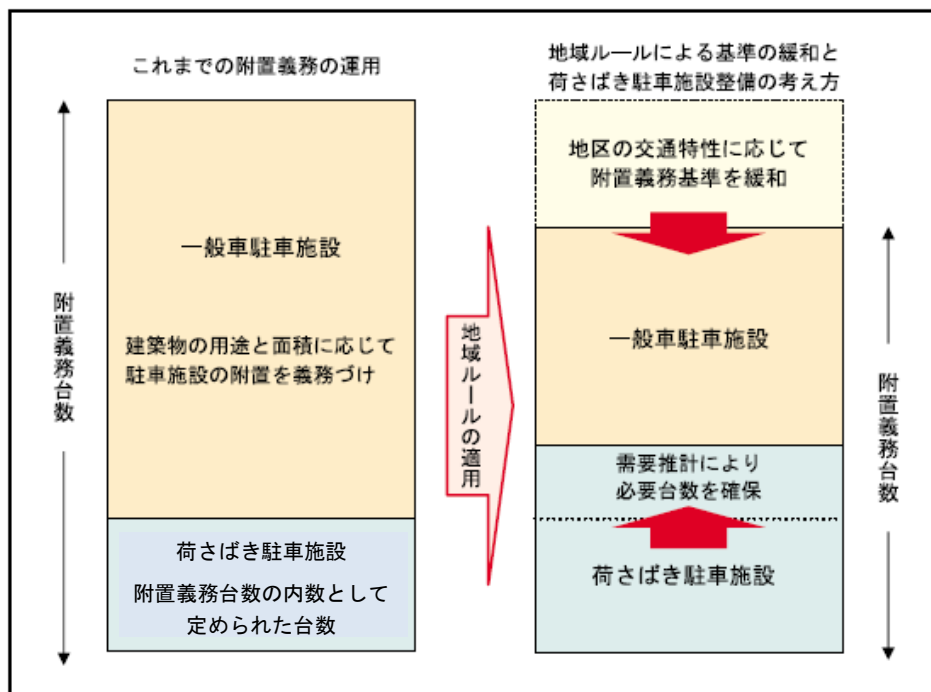 これまでの附置義務の運用
附置義務台数
一般車駐車施設
建築物の用途と面積に応じて
駐車施設の附置を義務づけ
荷さばき駐車施設
附置義務台数の内数として
定められた台数
地域ルールの適用
地域ルールによる基準の緩和と
荷さばき駐車施設整備の考え方
地区の交通特性に応じて
附置義務基準を緩和
一般車駐車施設
需要推計により
必要台数を確保
荷さばき駐車施設
附置義務台数